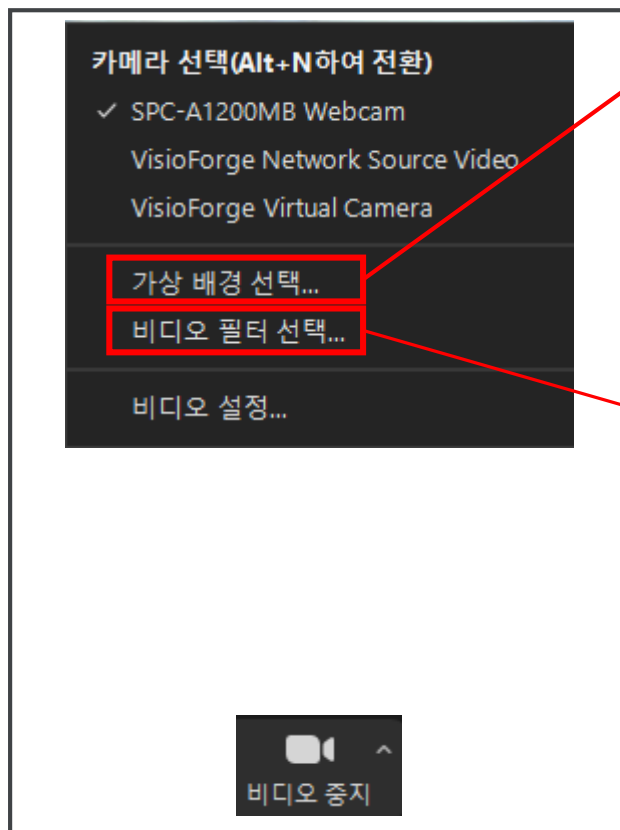 카메라 선택(Alt+N하여 전환)
SPC-A1200MB Webcam
VisioForge Network Source Video
VisioForge Virtual Camera
가상 배경 선택...
비디오 필터 선택...
비디오 설정...
비디오 중지